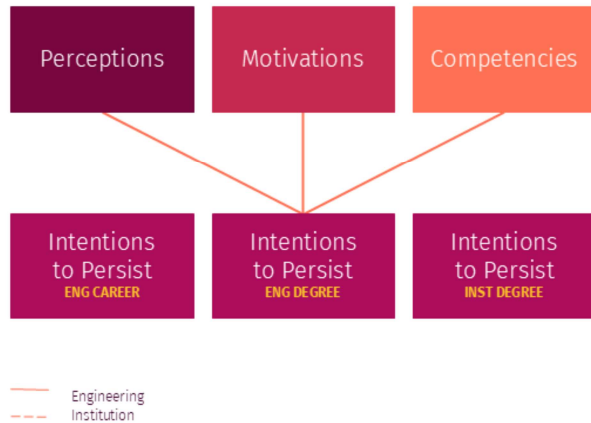 Perceptions
Motivations
Competencies
Intentions
to Persist
ENG CAREER
Intentions
to Persist
ENG DEGREE
Intentions
to Persist
INST DEGREE
Engineering
Institution